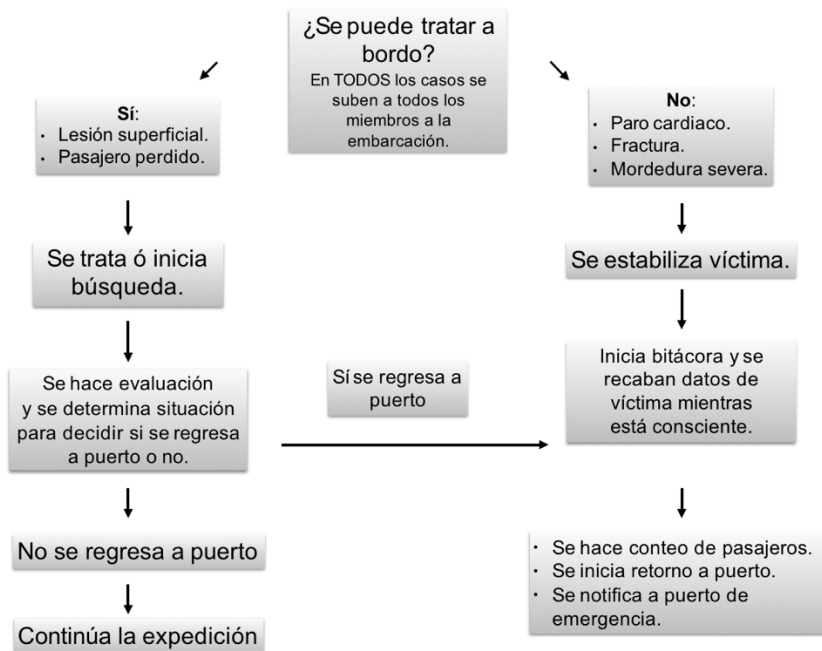 ¿Se puede tratar a
bordo?
En TODOS los casos se
suben a todos los
miembros a la
embarcación.
Sí:
· Lesión superficial.
· Pasajero perdido.
No:
· Paro cardiaco.
· Fractura.
· Mordedura severa.
Se trata ó inicia
búsqueda.
Se estabiliza víctima.
Se hace evaluación
y se determina situación
para decidir si se regresa
a puerto o no.
Sí se regresa a
puerto
Inicia bitácora y se
recaban datos de
víctima mientras
está consciente.
No se regresa a puerto
Continúa la expedición
· Se hace conteo de pasajeros.
· Se inicia retorno a puerto.
· Se notifica a puerto de
emergencia.